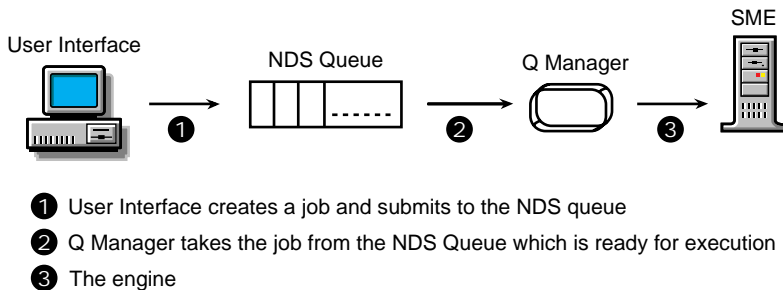 SME
User Interface
NDS Queue
Q Manager
1
2
3
1 User Interface creates a job and submits to the NDS queue
2 Q Manager takes the job from the NDS Queue which is ready for execution
3 The engine